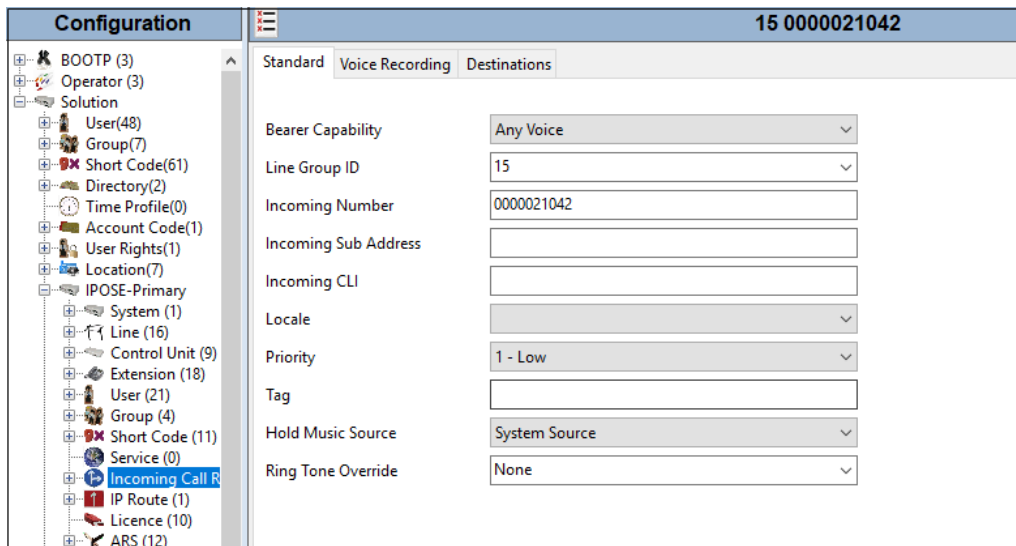 Configuration
BOOTP (3)
Operator (3)
Solution
User(48)
Group(7)
Short Code(61)
Directory(2)
Time Profile(0)
Account Code(1)
User Rights(1)
Location(7)
IPOSE-Primary
System (1)
Line (16)
Control Unit (9)
Extension (18)
User (21)
Group (4)
Short Code (11)
Service (0)
Incoming Call R
IP Route (1)
Licence (10)
ARS (12)
15 0000021042
Standard Voice Recording Destinations
Bearer Capability Any Voice
Line Group ID 15
Incoming Number 0000021042
Incoming Sub Address
Incoming CLI
Locale
Priority 1 - Low
Tag
Hold Music Source System Source
Ring Tone Override None